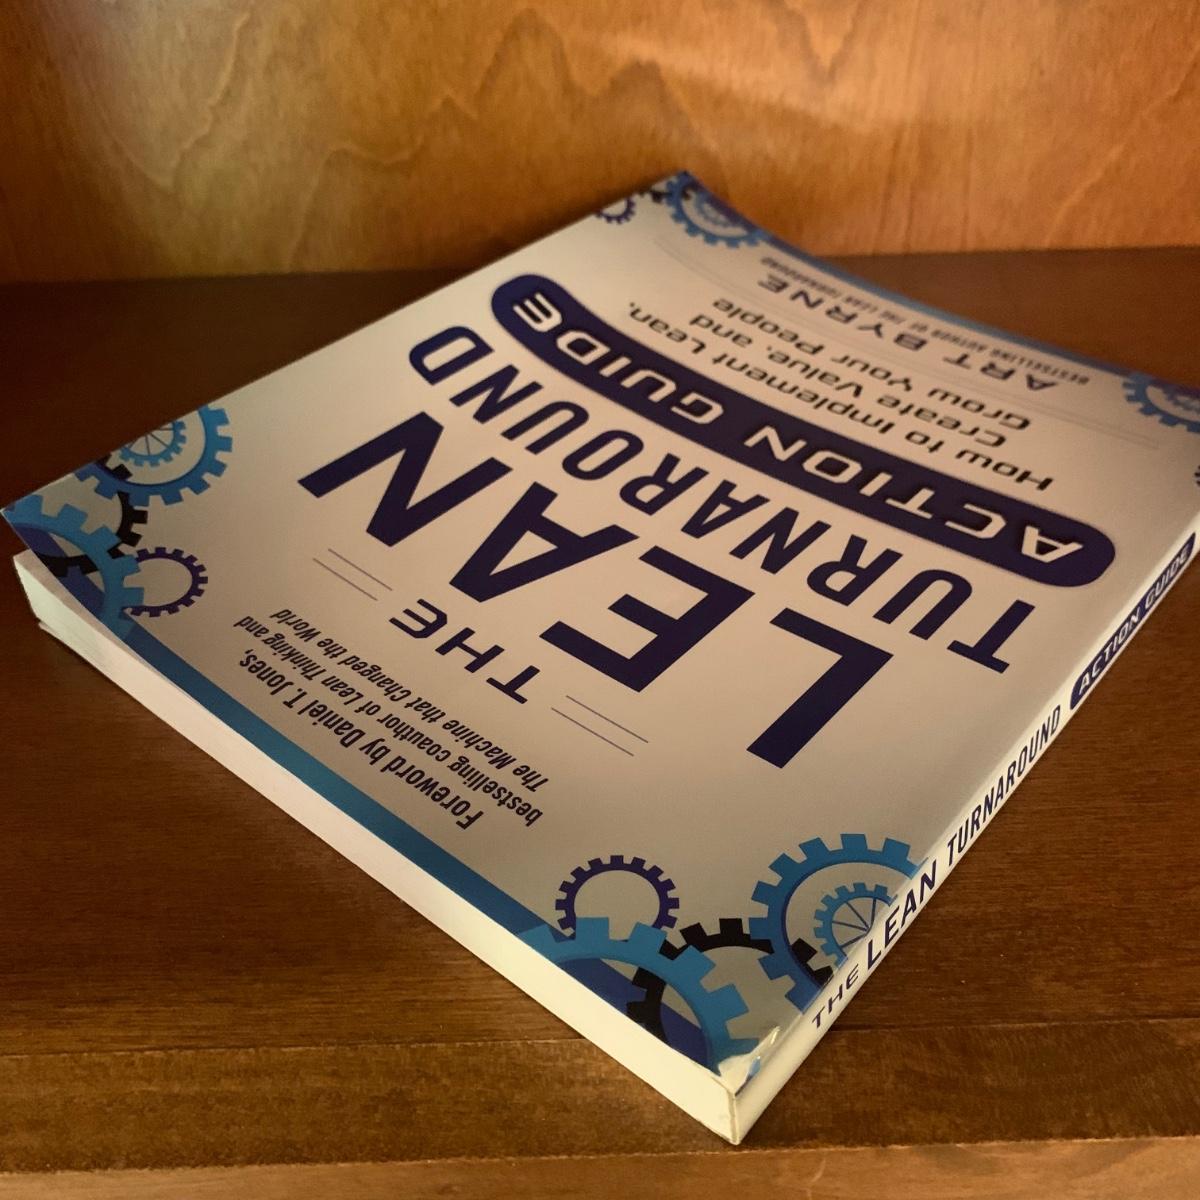 Foreword by Daniel T. Jones,
bestselling coauthor of Lean Thinking and
The Machine that Changed the World
THE
LEAN
TURNAROUND
ACTION GUIDE
How to Implement Lean,
Create Value, and
Grow Your People
ART BYRNE
BESTSELLING AUTHOR OF THE LEAN TURNAROUND
THE LEAN TURNAROUND ACTION GUIDE